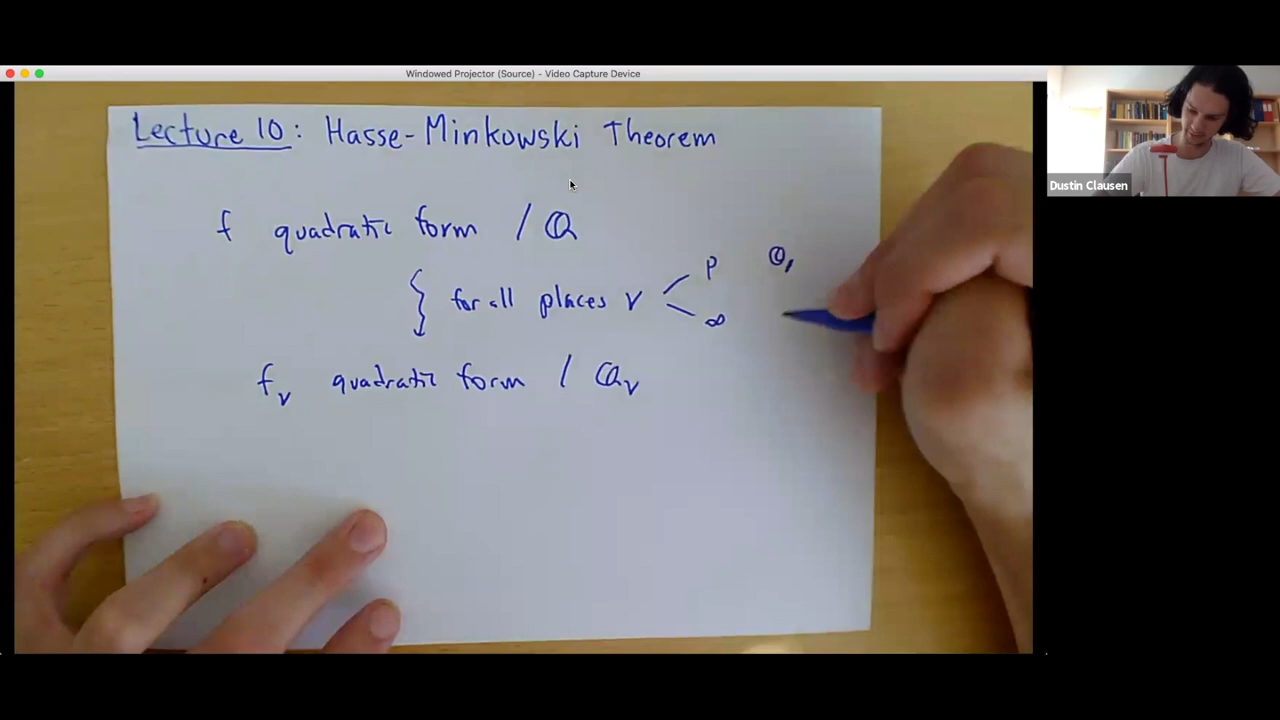 Windowed Projector (Source) - Video Capture Device
Lecture 10: Hasse-Minkowski Theorem
f quadratic form / Q
p Q
for all places v
∞
f_v quadratic form / Q_v
Dustin Clausen